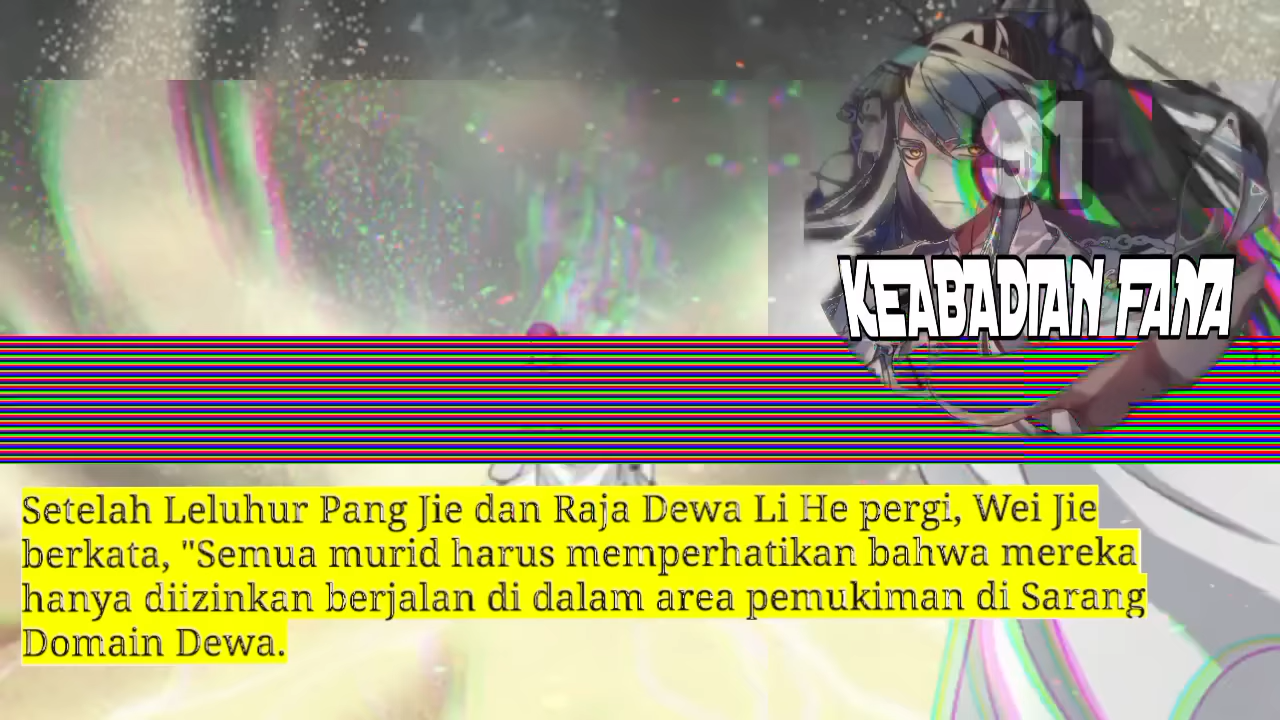 91
KEABADIAN FANA
Setelah Leluhur Pang Jie dan Raja Dewa Li He pergi, Wei Jie
berkata, "Semua murid harus memperhatikan bahwa mereka
hanya diizinkan berjalan di dalam area pemukiman di Sarang
Domain Dewa.